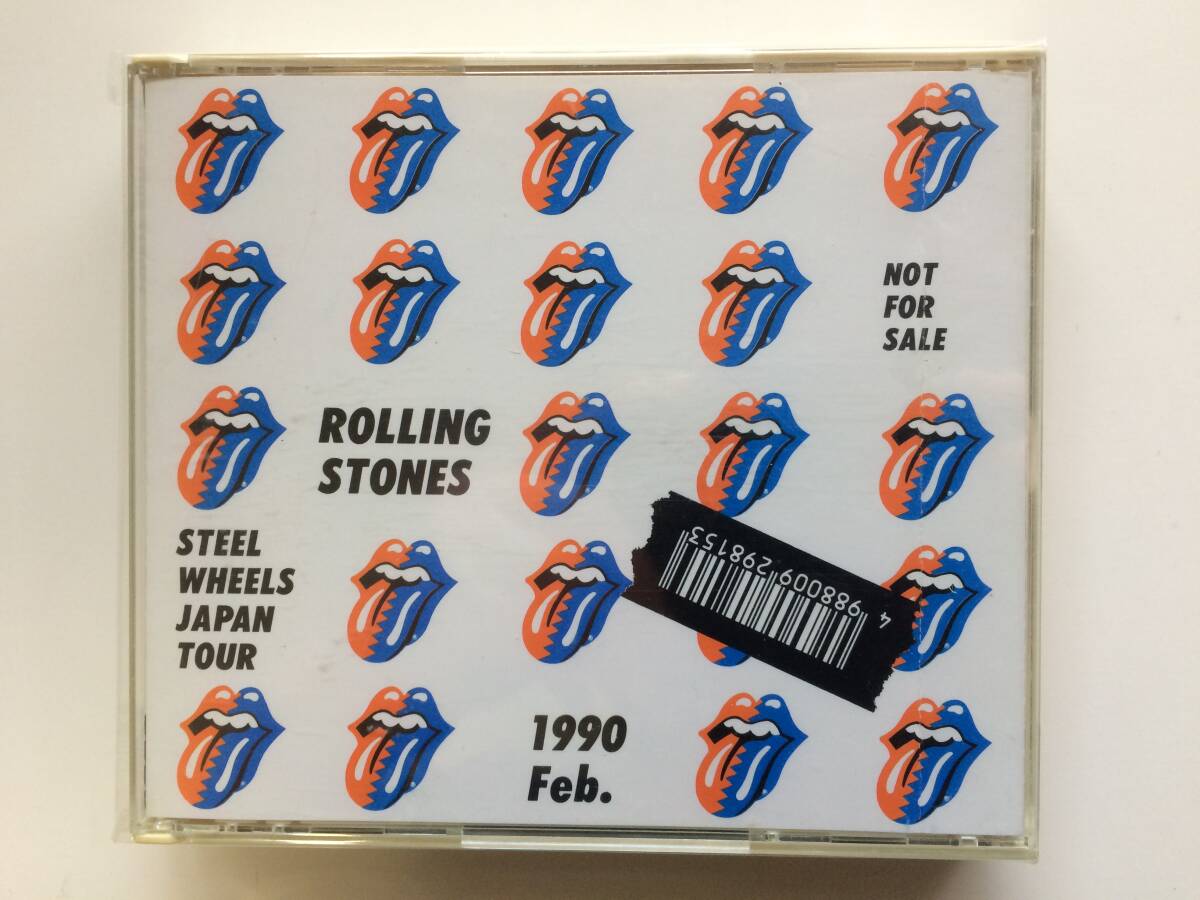 NOT
FOR
SALE
ROLLING
STONES
STEEL
WHEELS
JAPAN
TOUR
4 988009 298153
1990
Feb.